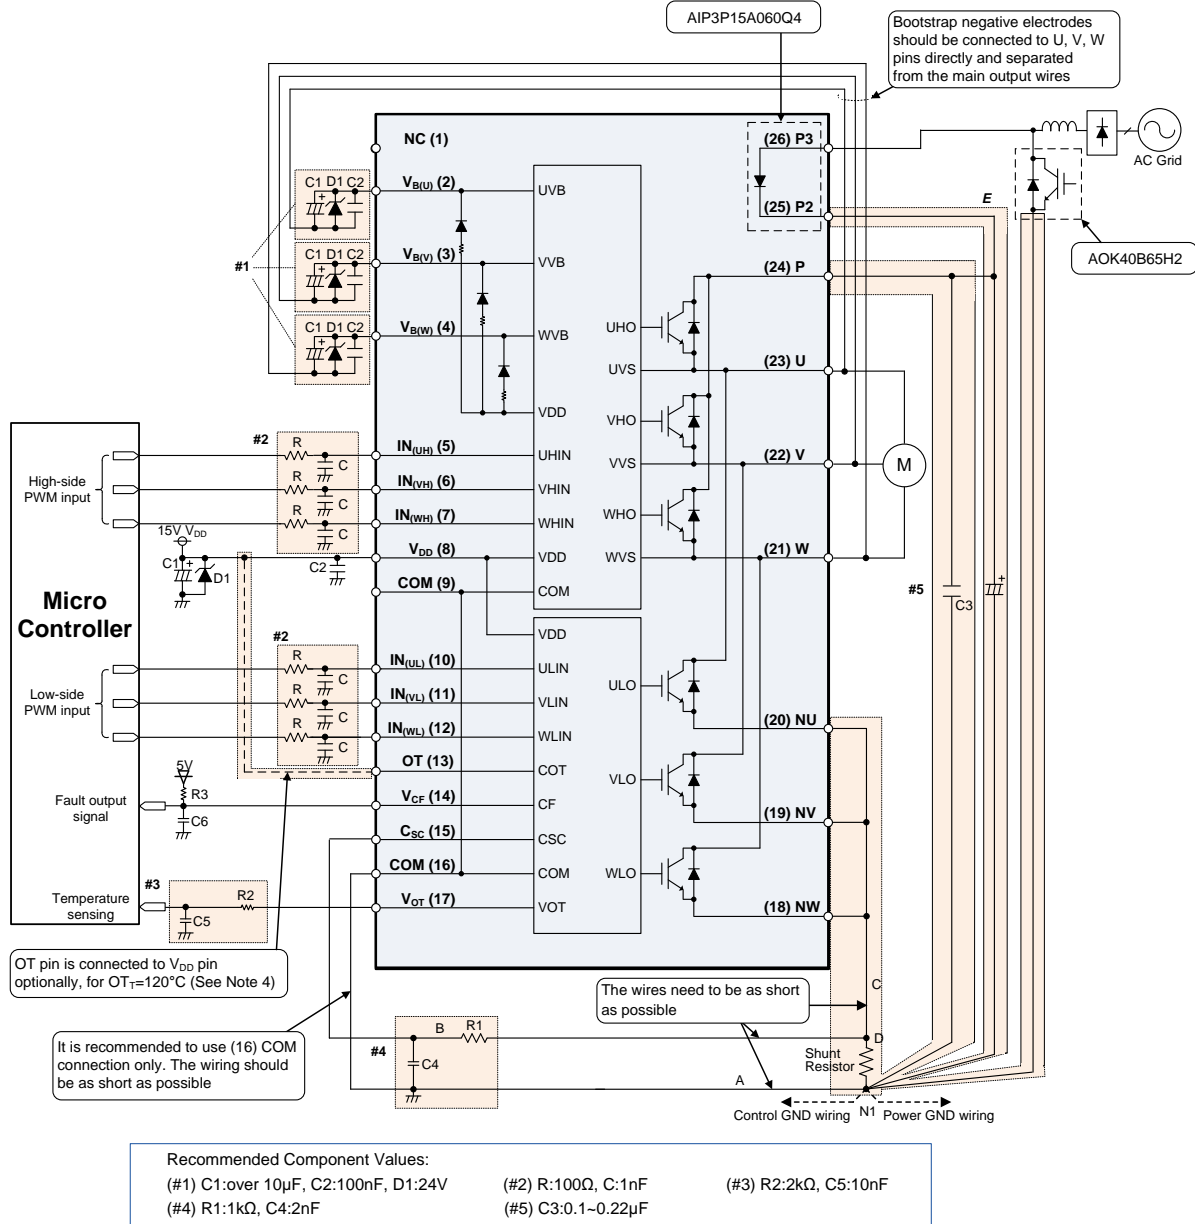 AIP3P15A060Q4
Bootstrap negative electrodes
should be connected to U, V, W
pins directly and separated
from the main output wires
AC Grid
AOK40B65H2
E
NC (1)
(26) P3
(25) P2
(24) P
(23) U
(22) V
(21) W
(20) NU
(19) NV
(18) NW
#1
C1 D1 C2
+
VB(U) (2)
UVB
C1 D1 C2
+
VB(V) (3)
VVB
C1 D1 C2
+
VB(W) (4)
WVB
VDD
UHO
UVS
VHO
VVS
WHO
WVS
M
#2
R
C
IN(UH) (5)
UHIN
R
C
IN(VH) (6)
VHIN
R
C
IN(WH) (7)
WHIN
High-side
PWM input
15V VDD
C1
+
D1
C2
VDD (8)
VDD
COM (9)
COM
Micro
Controller
#5
C3
+
VDD
#2
R
C
IN(UL) (10)
ULIN
ULO
R
C
IN(VL) (11)
VLIN
R
C
IN(WL) (12)
WLIN
Low-side
PWM input
OT (13)
COT
VLO
5V
R3
C6
Fault output
signal
VCF (14)
CF
CSC (15)
CSC
COM (16)
COM
WLO
#3
R2
C5
Temperature
sensing
VOT (17)
VOT
OT pin is connected to VDD pin
optionally, for OTT=120°C (See Note 4)
The wires need to be as short
as possible
C
D
It is recommended to use (16) COM
connection only. The wiring should
be as short as possible
#4
B
R1
C4
Shunt
Resistor
A
Control GND wiring
N1
Power GND wiring
Recommended Component Values:
(#1) C1:over 10µF, C2:100nF, D1:24V
(#2) R:100Ω, C:1nF
(#3) R2:2kΩ, C5:10nF
(#4) R1:1kΩ, C4:2nF
(#5) C3:0.1~0.22µF